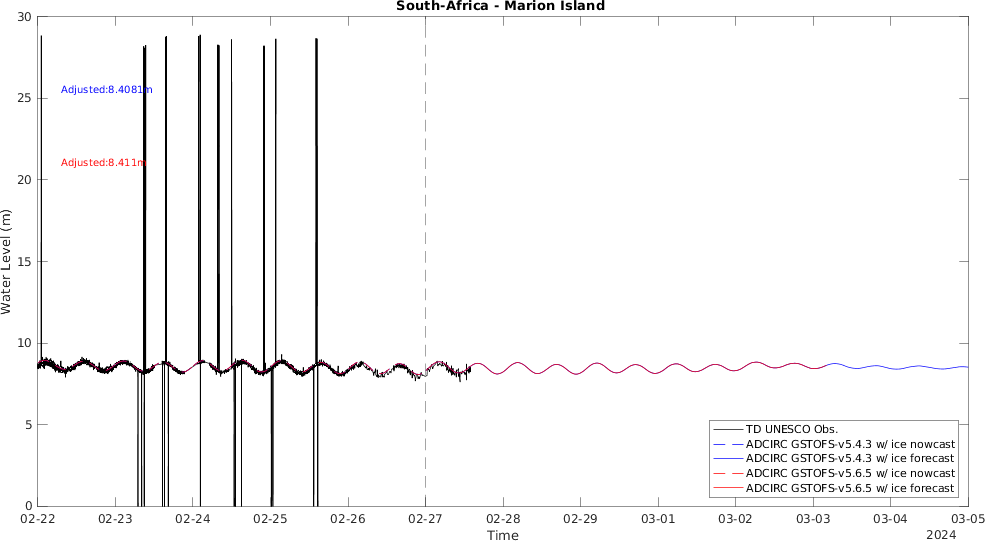 South-Africa - Marion Island
30
25
20
15
10
5
0
Water Level (m)
Adjusted:8.4081m
Adjusted:8.411m
TD UNESCO Obs.
ADCIRC GSTOFS-v5.4.3 w/ ice nowcast
ADCIRC GSTOFS-v5.4.3 w/ ice forecast
ADCIRC GSTOFS-v5.6.5 w/ ice nowcast
ADCIRC GSTOFS-v5.6.5 w/ ice forecast
02-22 02-23 02-24 02-25 02-26 02-27 02-28 02-29 03-01 03-02 03-03 03-04 03-05
Time
2024